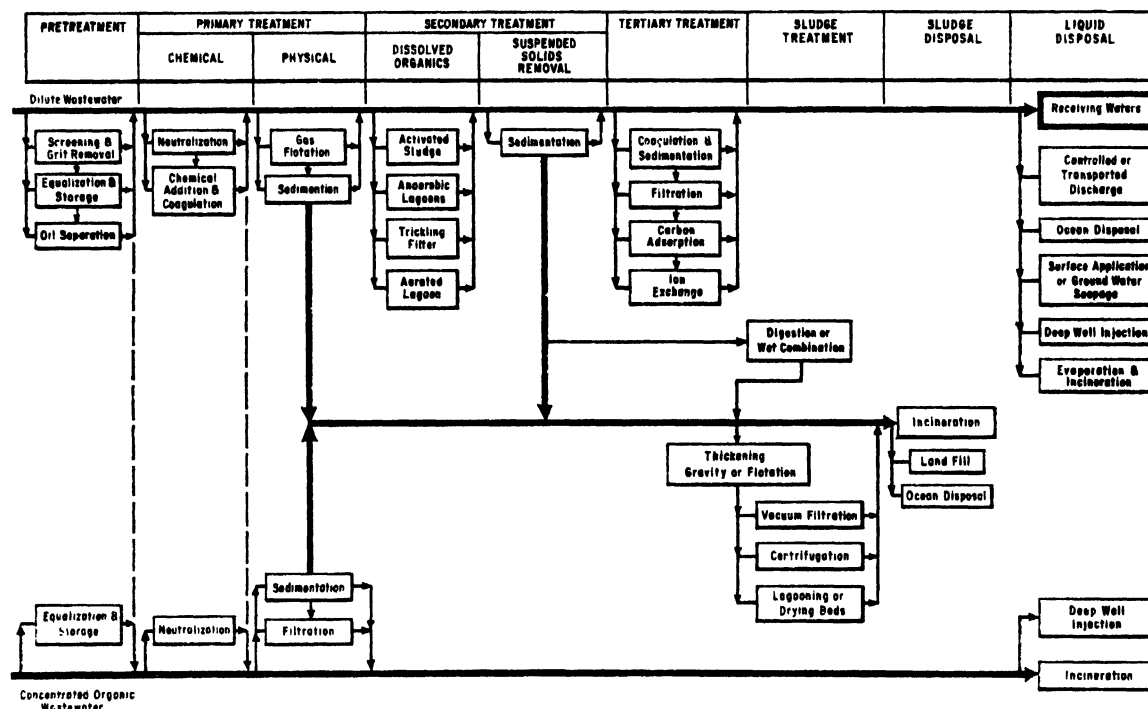 PRETREATMENT
PRIMARY TREATMENT
CHEMICAL
PHYSICAL
SECONDARY TREATMENT
DISSOLVED
ORGANICS
SUSPENDED
SOLIDS
REMOVAL
TERTIARY TREATMENT
SLUDGE
TREATMENT
SLUDGE
DISPOSAL
LIQUID
DISPOSAL
Dilute Wastewater
Screening &
Grit Removal
Equalization &
Storage
Oil Separation
Neutralization
Chemical
Addition &
Coagulation
Gas
Flotation
Sedimention
Activated
Sludge
Anaerobic
Lagoons
Trickling
Filter
Aerated
Lagoon
Sedimentation
Coagulation &
Sedimentation
Filtration
Carbon
Adsorption
Ion
Exchange
Receiving Waters
Controlled or
Transported
Discharge
Ocean Disposal
Surface Application
or Ground Water
Seepage
Deep Well Injection
Evaporation &
Incineration
Digestion or
Wet Combination
Thickening
Gravity or Flotation
Vacuum Filtration
Centrifugation
Lagooning or
Drying Beds
Incineration
Land Fill
Ocean Disposal
Equalization &
Storage
Neutralization
Sedimentation
Filtration
Deep Well
Injection
Incineration
Concentrated Organic
Wastewater